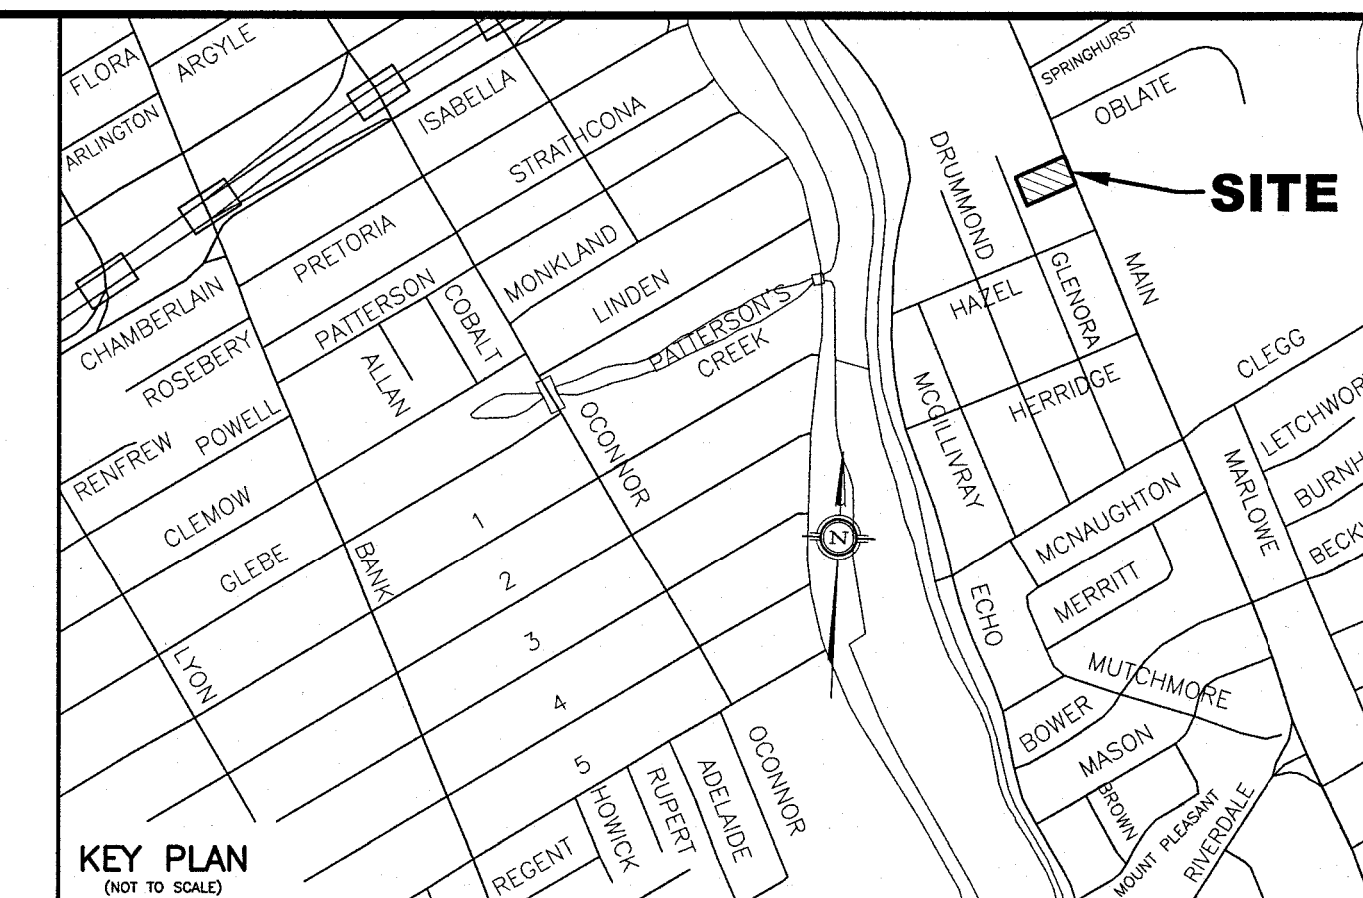 FLORA
ARGYLE
SPRINGHURST
ISABELLA
OBLATE
ARLINGTON
STRATHCONA
DRUMMOND
SITE
PRETORIA
MONKLAND
CHAMBERLAIN
PATTERSON
COBALT
LINDEN
PATTERSON'S
CREEK
HAZEL
GLENORA
MAIN
ROSEBERY
ALLAN
CLEGG
RENFREW
POWELL
OCONNOR
MCGILLIVRAY
HERRIDGE
LETCHWOR
MARLOWE
BURNH
CLEMOW
GLEBE
BANK
1
2
3
4
5
N
MCNAUGHTON
BECK
MERRITT
ECHO
LYON
MUTCHMORE
BOWER
MASON
OCONNOR
HOWICK
RUPERT
ADELAIDE
BROWN
MOUNT PLEASANT
RIVERDALE
REGENT
KEY PLAN
(NOT TO SCALE)